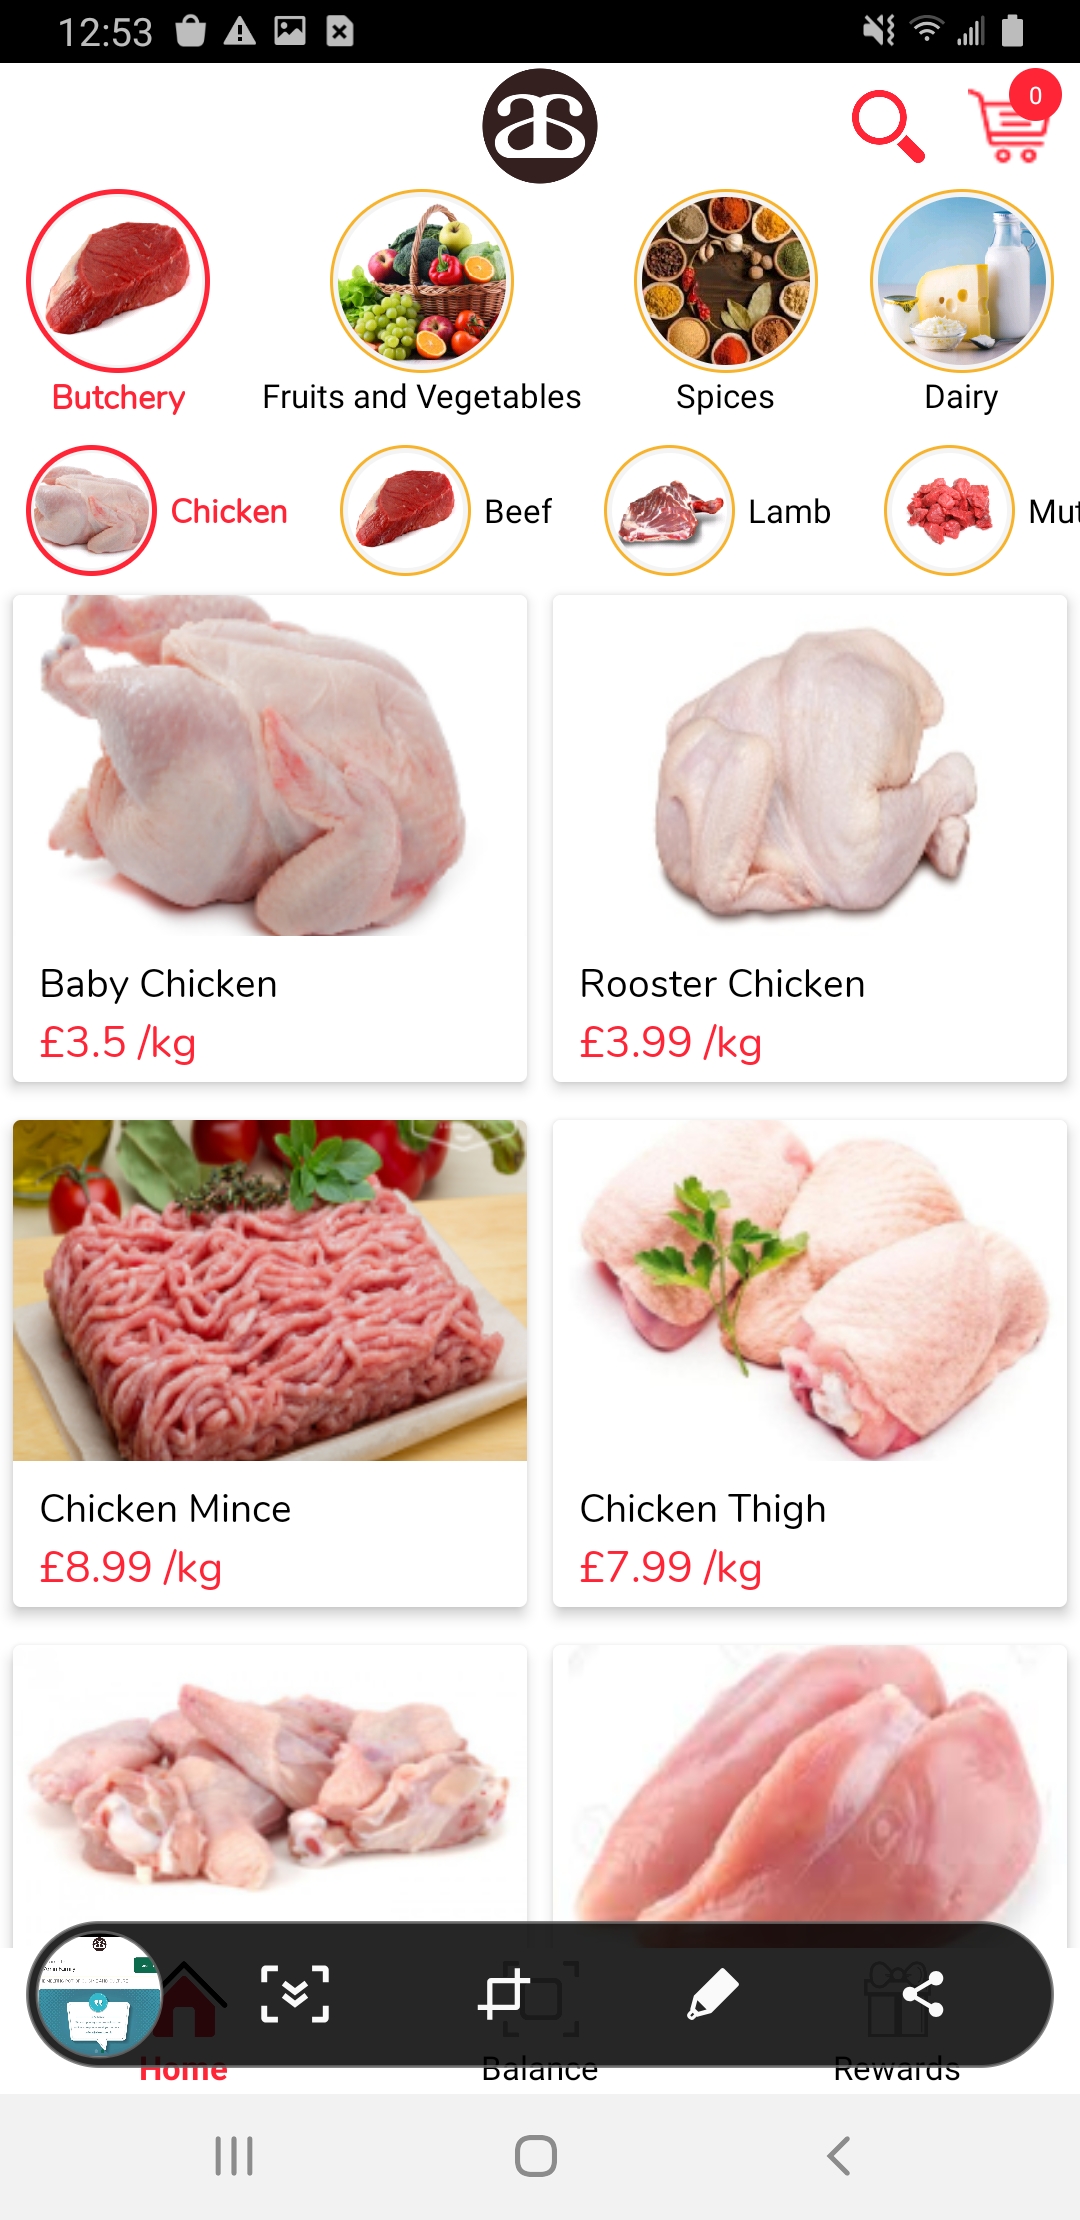 12:53
0
Butchery
Fruits and Vegetables
Spices
Dairy
Chicken
Beef
Lamb
Mut
Baby Chicken
£3.5 /kg
Rooster Chicken
£3.99 /kg
Chicken Mince
£8.99 /kg
Chicken Thigh
£7.99 /kg
Home
Balance
Rewards